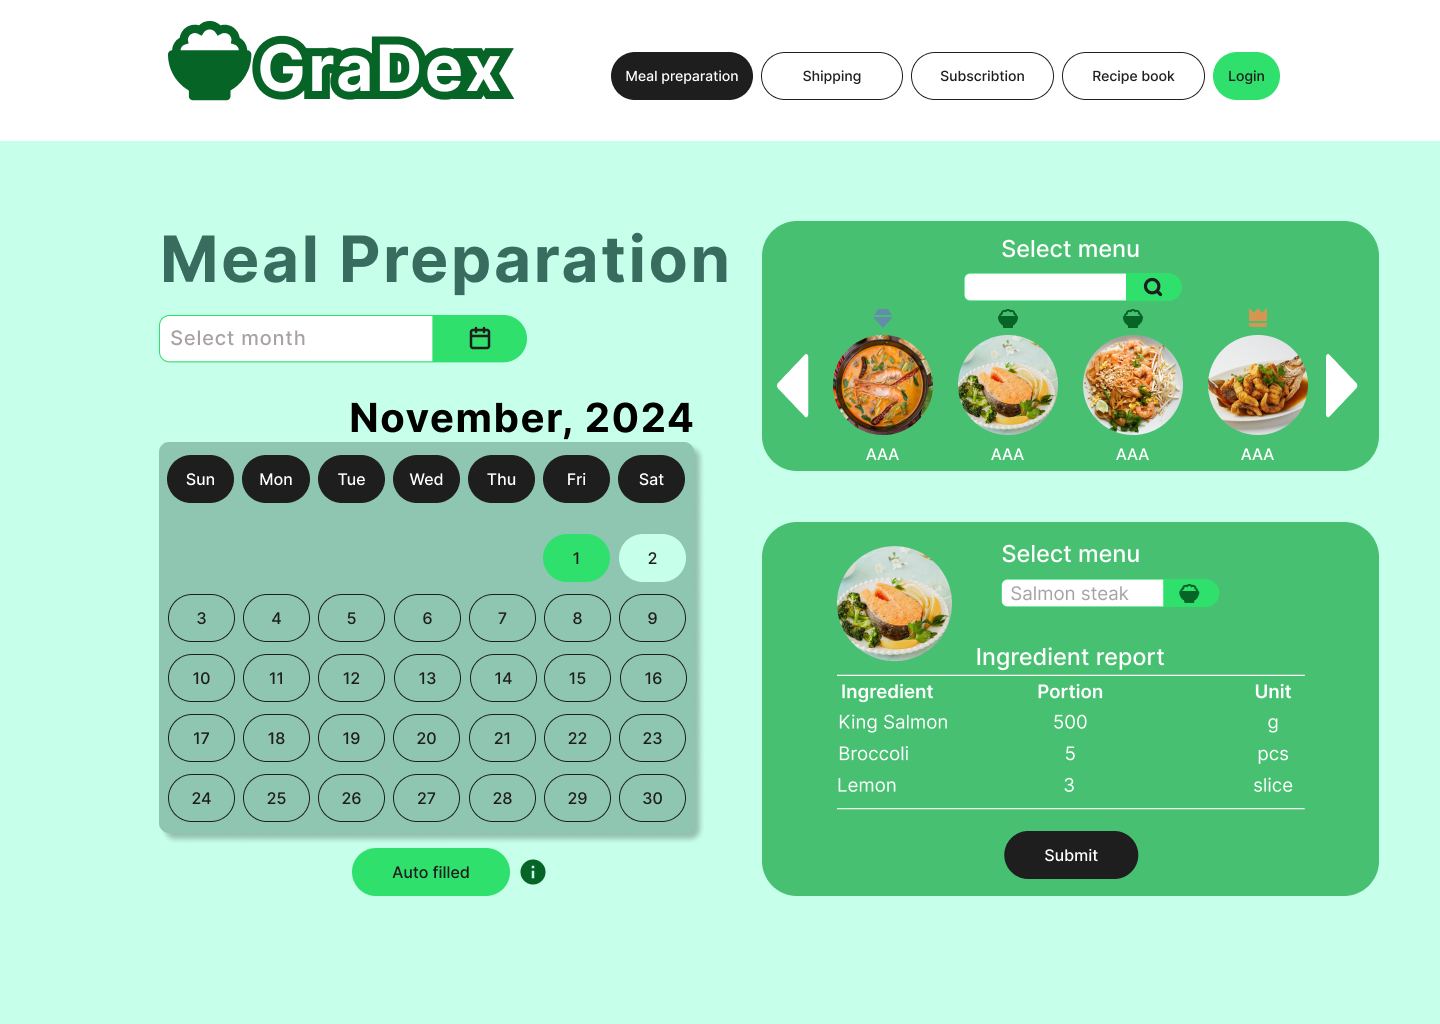 GraDex
Meal preparation
Shipping
Subscribtion
Recipe book
Login
Meal Preparation
Select month
November, 2024
Sun Mon Tue Wed Thu Fri Sat
1 2
3 4 5 6 7 8 9
10 11 12 13 14 15 16
17 18 19 20 21 22 23
24 25 26 27 28 29 30
Auto filled
Select menu
AAA AAA AAA AAA
Select menu
Salmon steak
Ingredient report
Ingredient Portion Unit
King Salmon 500 g
Broccoli 5 pcs
Lemon 3 slice
Submit